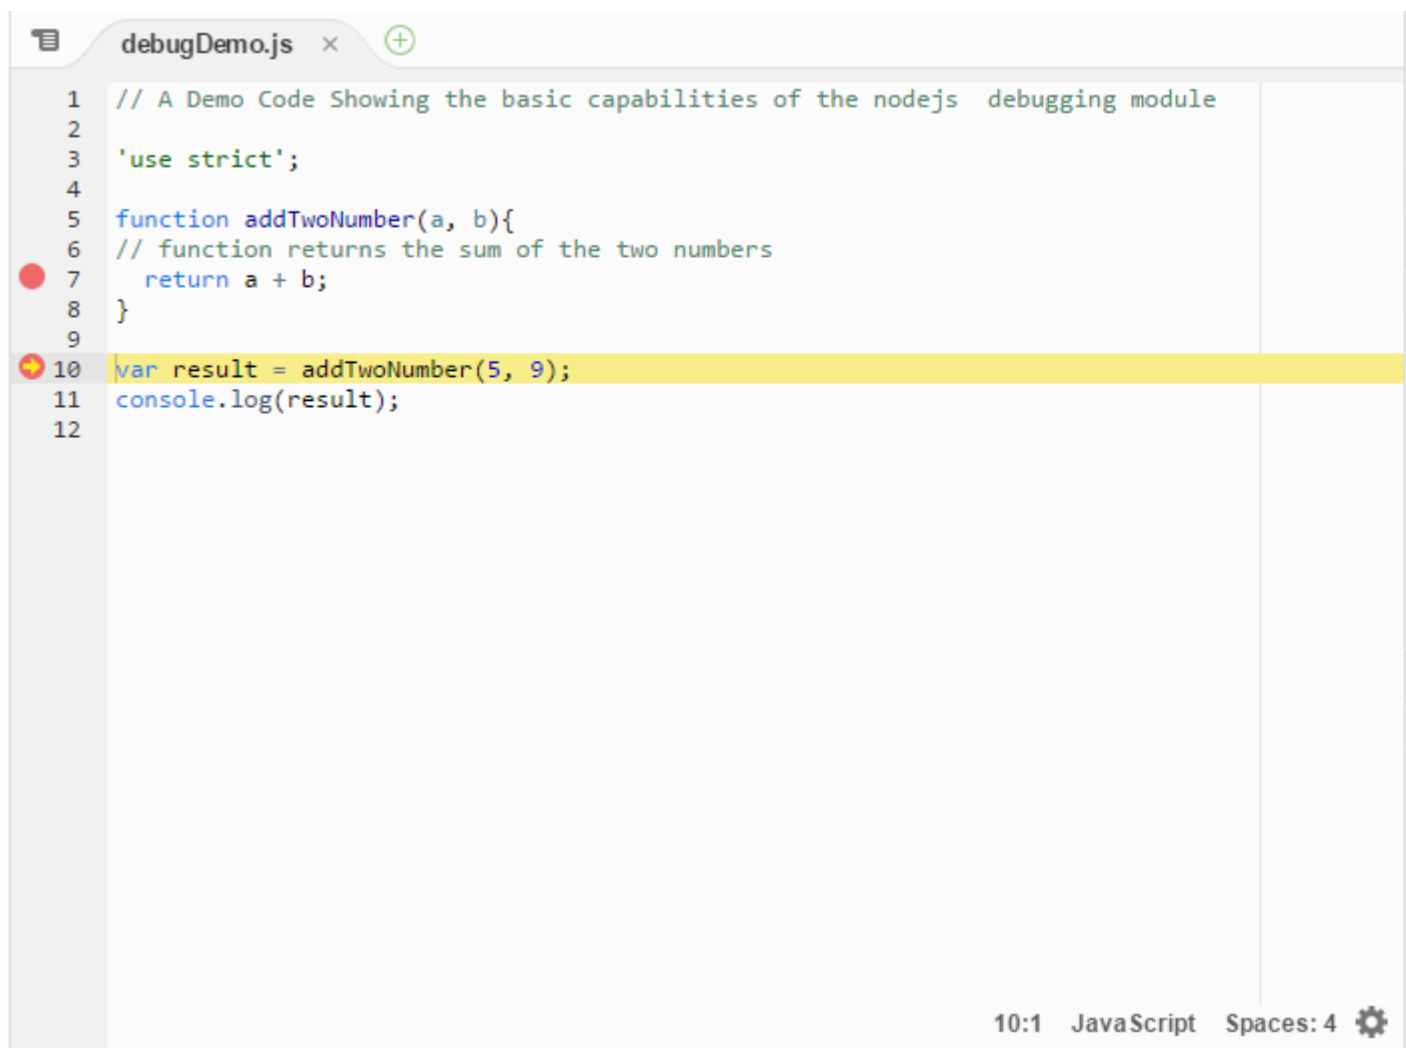 debugDemo.js ×
1 // A Demo Code Showing the basic capabilities of the nodejs  debugging module
2
3 'use strict';
4
5 function addTwoNumber(a, b){
6 // function returns the sum of the two numbers
7   return a + b;
8 }
9
10 var result = addTwoNumber(5, 9);
11 console.log(result);
12
10:1 JavaScript Spaces: 4